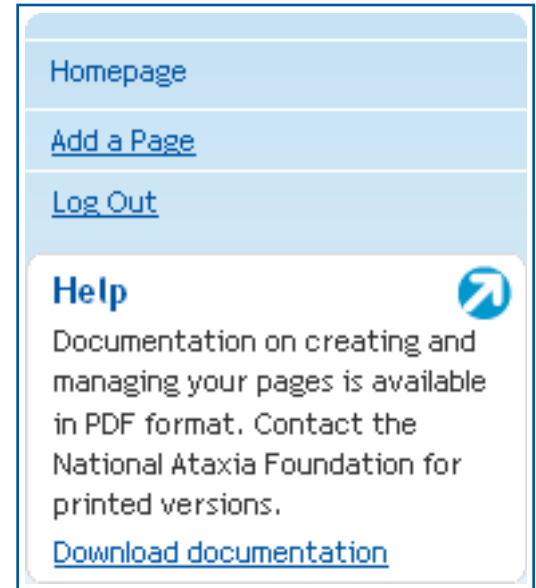 Homepage
Add a Page
Log Out
Help
Documentation on creating and
managing your pages is available
in PDF format. Contact the
National Ataxia Foundation for
printed versions.
Download documentation